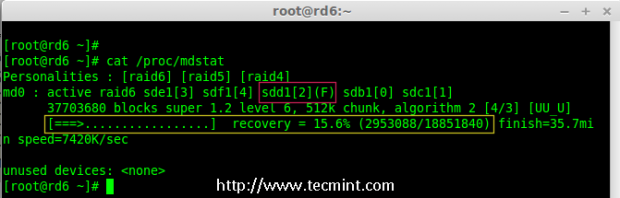 root@rd6:~
[root@rd6 ~]#
[root@rd6 ~]# cat /proc/mdstat
Personalities : [raid6] [raid5] [raid4]
md0 : active raid6 sde1[3] sdf1[4] sdd1[2](F) sdb1[0] sdc1[1]
37703680 blocks super 1.2 level 6, 512k chunk, algorithm 2 [4/3] [UU_U]
[===>.................] recovery = 15.6% (2953088/18851840) finish=35.7mi
n speed=7420K/sec
unused devices: <none>
[root@rd6 ~]#
http://www.tecmint.com